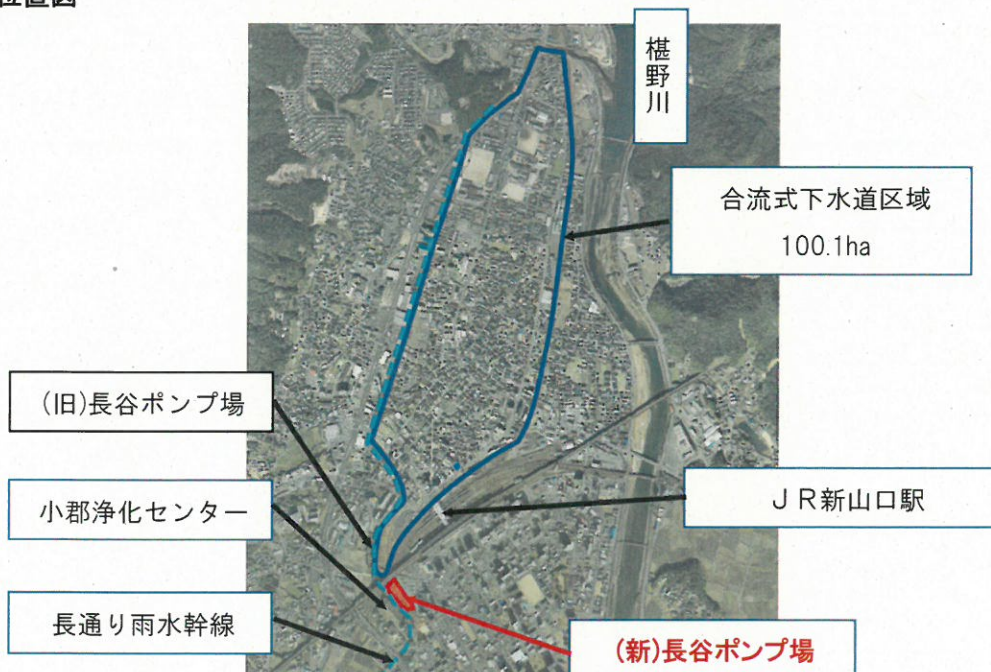 位置図
椹野川
合流式下水道区域
100.1ha
(旧)長谷ポンプ場
小郡浄化センター
JR新山口駅
長通り雨水幹線
(新)長谷ポンプ場